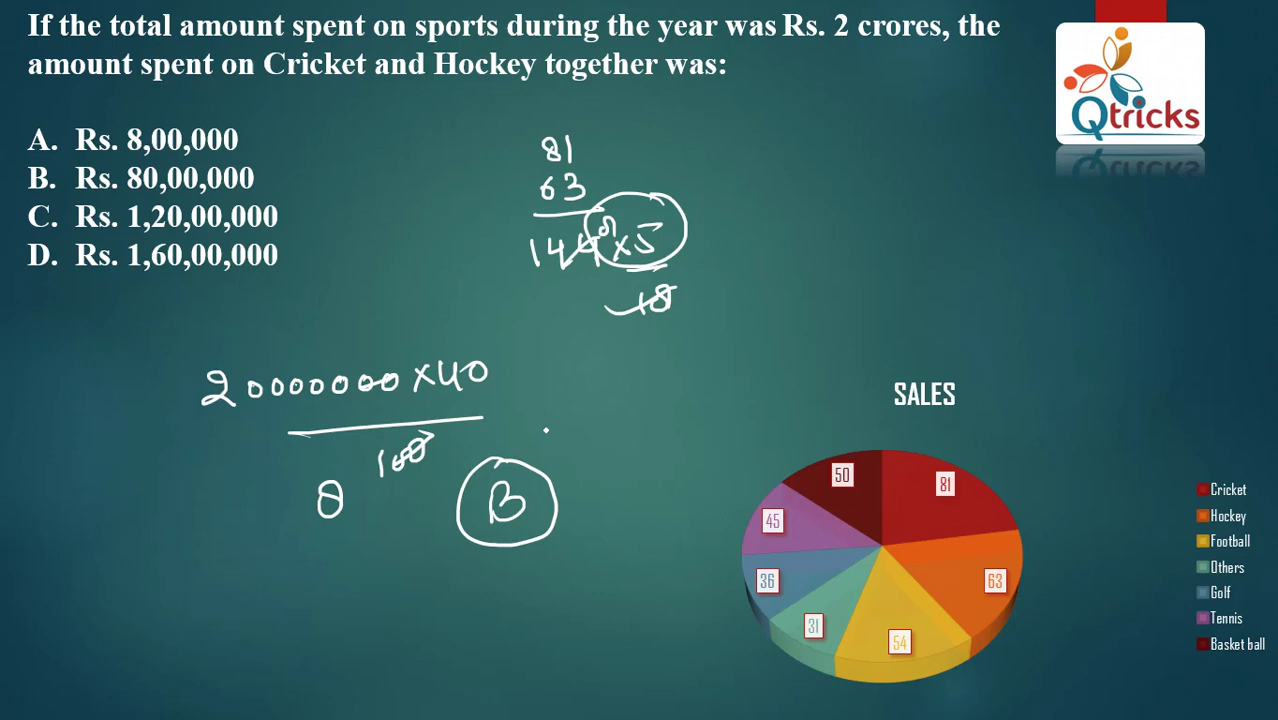 If the total amount spent on sports during the year was Rs. 2 crores, the
amount spent on Cricket and Hockey together was:
Qtricks
A. Rs. 8,00,000
B. Rs. 80,00,000
C. Rs. 1,20,00,000
D. Rs. 1,60,00,000
81
63
144 x 5
18
20000000 x 40
100
8
B
SALES
50
81
45
36
63
31
54
Cricket
Hockey
Football
Others
Golf
Tennis
Basket ball